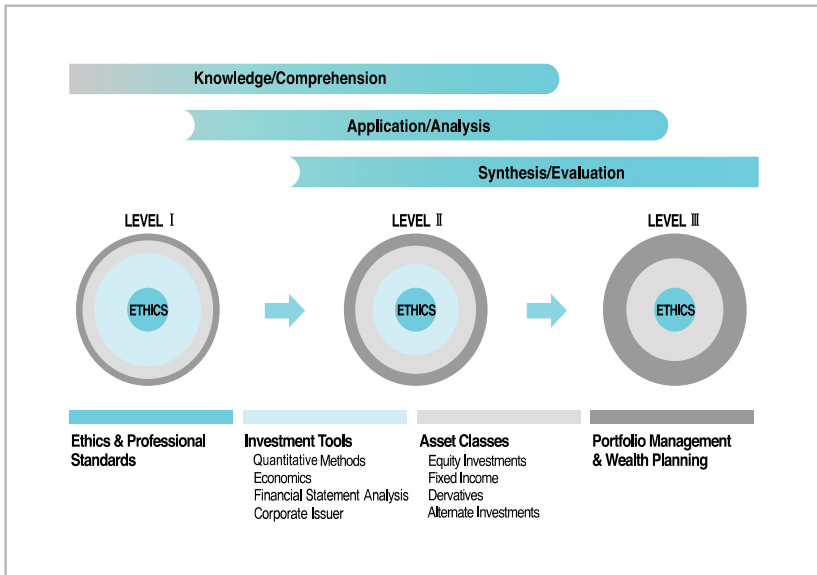 Knowledge/Comprehension
Application/Analysis
Synthesis/Evaluation
LEVEL Ⅰ
LEVEL Ⅱ
LEVEL Ⅲ
ETHICS
ETHICS
ETHICS
Ethics & Professional
Standards
Investment Tools
Quantitative Methods
Economics
Financial Statement Analysis
Corporate Issuer
Asset Classes
Equity Investments
Fixed Income
Dervatives
Alternate Investments
Portfolio Management
& Wealth Planning